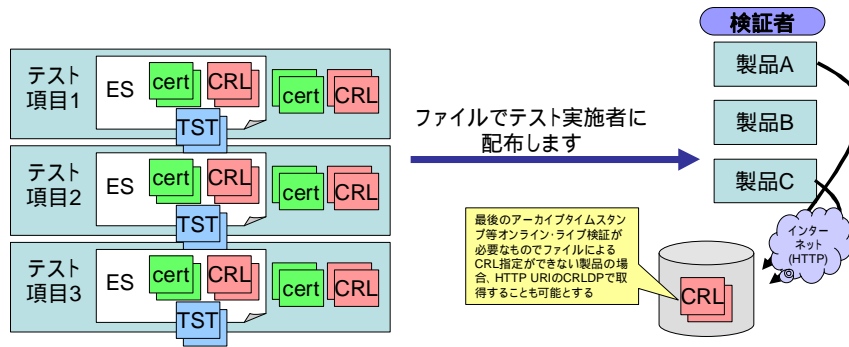 テスト
項目1
ES
cert
CRL
cert
CRL
TST
テスト
項目2
ES
cert
CRL
cert
CRL
TST
テスト
項目3
ES
cert
CRL
cert
CRL
TST
ファイルでテスト実施者に
配布します
検証者
製品A
製品B
製品C
インター
ネット
(HTTP)
最後のアーカイブタイムスタン
プ等オンライン・ライブ検証が
必要なものでファイルによる
CRL指定ができない製品の場
合、HTTP URIのCRLDPで取
得することも可能とする
CRL